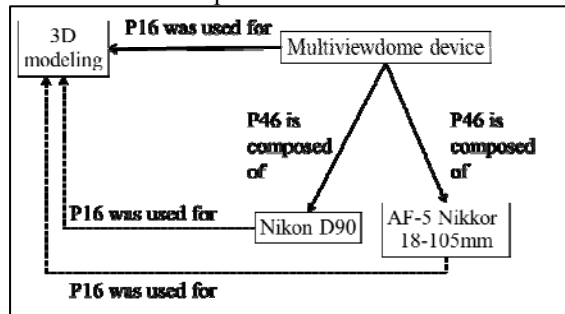 P16 was used for
3D
modeling
Multiviewdome device
P46 is
composed
of
P46 is
composed
of
P16 was used for
Nikon D90
AF-5 Nikkor
18-105mm
P16 was used for